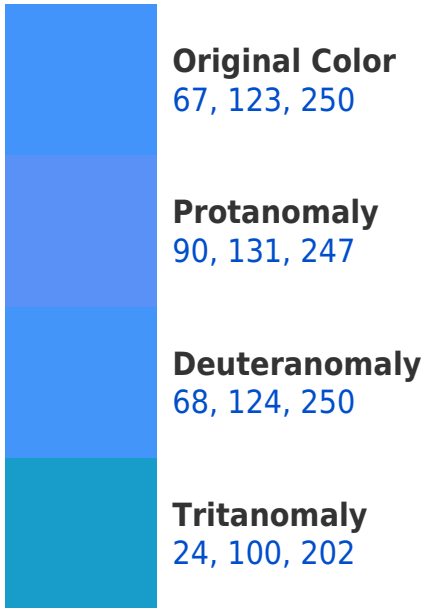 Original Color
67, 123, 250
Protanomaly
90, 131, 247
Deuteranomaly
68, 124, 250
Tritanomaly
24, 100, 202